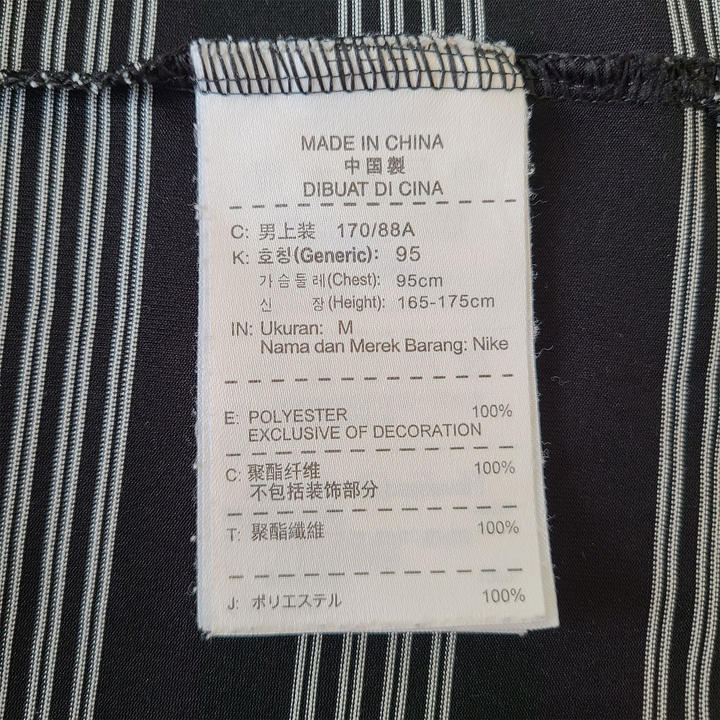 MADE IN CHINA
中国製
DIBUAT DI CINA
C: 男上装 170/88A
K: 호칭(Generic): 95
가슴둘레(Chest): 95cm
신 장(Height): 165-175cm
IN: Ukuran: M
Nama dan Merek Barang: Nike
E: POLYESTER 100%
EXCLUSIVE OF DECORATION
C: 聚酯纤维 100%
不包括装饰部分
T: 聚酯纖維 100%
J: ポリエステル 100%